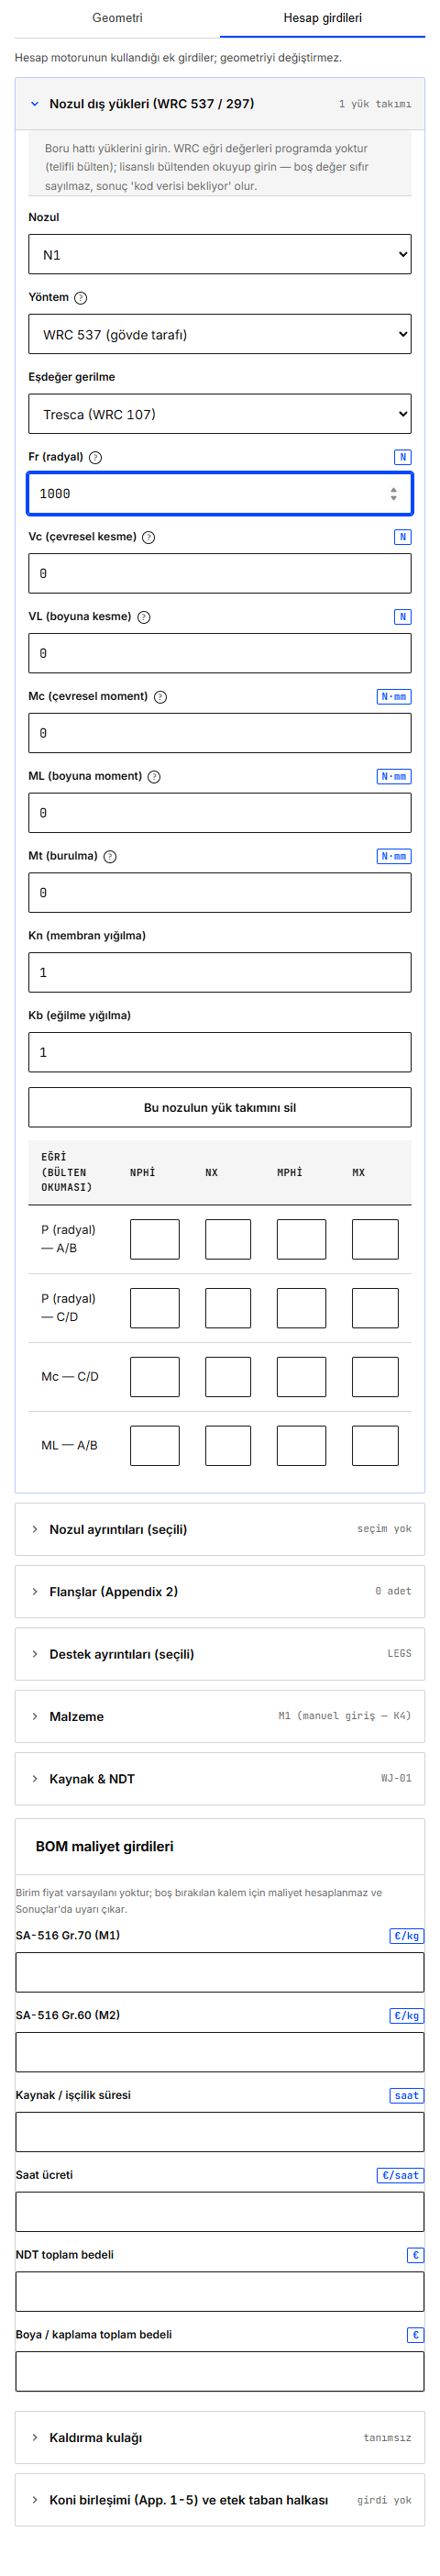 Geometri
Hesap girdileri
Hesap motorunun kullandığı ek girdiler; geometriyi değiştirmez.
Nozul dış yükleri (WRC 537 / 297)
1 yük takımı
Boru hattı yüklerini girin. WRC eğri değerleri programda yoktur
(telifli bülten); lisanslı bültenden okuyup girin — boş değer sıfır
sayılmaz, sonuç 'kod verisi bekliyor' olur.
Nozul
N1
Yöntem ?
WRC 537 (gövde tarafı)
Eşdeğer gerilme
Tresca (WRC 107)
Fr (radyal) ? N
1000
Vc (çevresel kesme) ? N
0
VL (boyuna kesme) ? N
0
Mc (çevresel moment) ? N·mm
0
ML (boyuna moment) ? N·mm
0
Mt (burulma) ? N·mm
0
Kn (membran yığılma)
1
Kb (eğilme yığılma)
1
Bu nozulun yük takımını sil
EĞRİ
(BÜLTEN
OKUMASI)
NPHİ NX MPHİ MX
P (radyal)
— A/B
P (radyal)
— C/D
Mc — C/D
ML — A/B
Nozul ayrıntıları (seçili) seçim yok
Flanşlar (Appendix 2) 0 adet
Destek ayrıntıları (seçili) LEGS
Malzeme M1 (manuel giriş — K4)
Kaynak & NDT WJ-01
BOM maliyet girdileri
Birim fiyat varsayılanı yoktur; boş bırakılan kalem için maliyet hesaplanmaz ve
Sonuçlar'da uyarı çıkar.
SA-516 Gr.70 (M1) €/kg
SA-516 Gr.60 (M2) €/kg
Kaynak / işçilik süresi saat
Saat ücreti €/saat
NDT toplam bedeli €
Boya / kaplama toplam bedeli €
Kaldırma kulağı tanımsız
Koni birleşimi (App. 1-5) ve etek taban halkası girdi yok